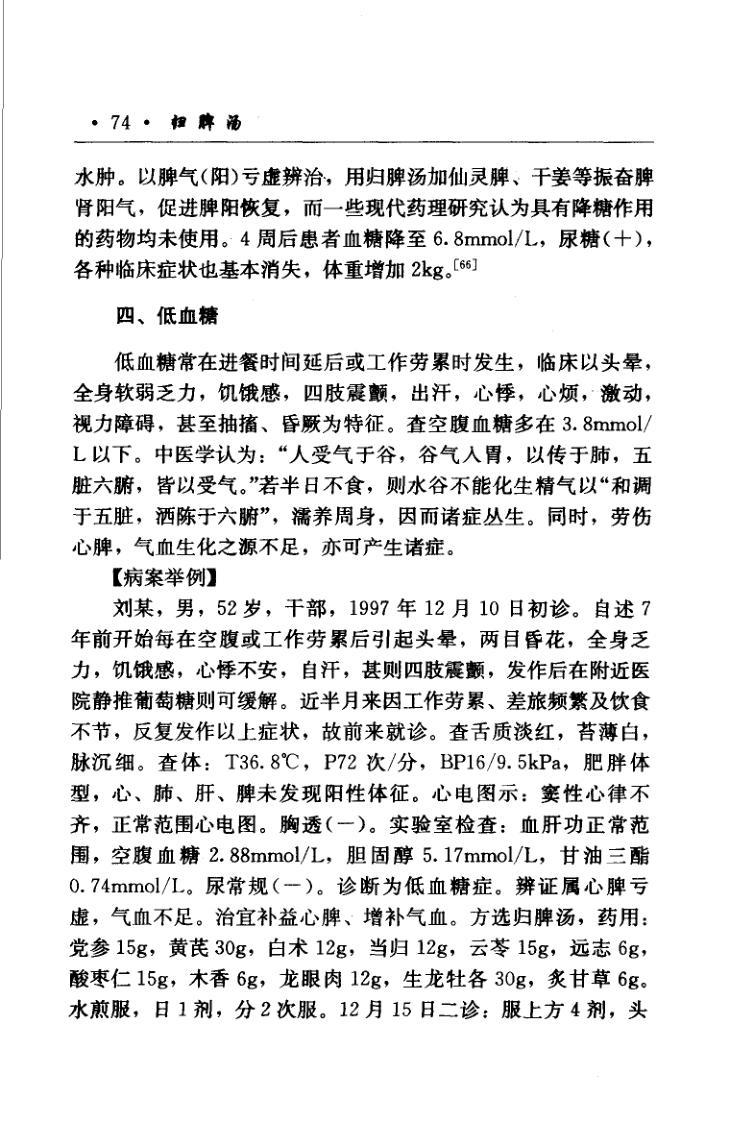 · 74 · 归脾汤
水肿。以脾气(阳)亏虚辨治，用归脾汤加仙灵脾、干姜等振奋脾
肾阳气，促进脾阳恢复，而一些现代药理研究认为具有降糖作用
的药物均未使用。4 周后患者血糖降至 6.8mmol/L，尿糖(＋)，
各种临床症状也基本消失，体重增加 2kg。[66]
四、低血糖
低血糖常在进餐时间延后或工作劳累时发生，临床以头晕，
全身软弱乏力，饥饿感，四肢震颤，出汗，心悸，心烦，激动，
视力障碍，甚至抽搐、昏厥为特征。查空腹血糖多在 3.8mmol/
L 以下。中医学认为：“人受气于谷，谷气入胃，以传于肺，五
脏六腑，皆以受气。”若半日不食，则水谷不能化生精气以“和调
于五脏，洒陈于六腑”，濡养周身，因而诸症丛生。同时，劳伤
心脾，气血生化之源不足，亦可产生诸症。
【病案举例】
刘某，男，52 岁，干部，1997 年 12 月 10 日初诊。自述 7
年前开始每在空腹或工作劳累后引起头晕，两目昏花，全身乏
力，饥饿感，心悸不安，自汗，甚则四肢震颤，发作后在附近医
院静推葡萄糖则可缓解。近半月来因工作劳累、差旅频繁及饮食
不节，反复发作以上症状，故前来就诊。查舌质淡红，苔薄白，
脉沉细。查体：T36.8℃，P72 次/分，BP16/9.5kPa，肥胖体
型，心、肺、肝、脾未发现阳性体征。心电图示：窦性心律不
齐，正常范围心电图。胸透(－)。实验室检查：血肝功正常范
围，空腹血糖 2.88mmol/L，胆固醇 5.17mmol/L，甘油三酯
0.74mmol/L。尿常规(－)。诊断为低血糖症。辨证属心脾亏
虚，气血不足。治宜补益心脾、增补气血。方选归脾汤，药用：
党参 15g，黄芪 30g，白术 12g，当归 12g，云苓 15g，远志 6g，
酸枣仁 15g，木香 6g，龙眼肉 12g，生龙牡各 30g，炙甘草 6g。
水煎服，日 1 剂，分 2 次服。12 月 15 日二诊：服上方 4 剂，头